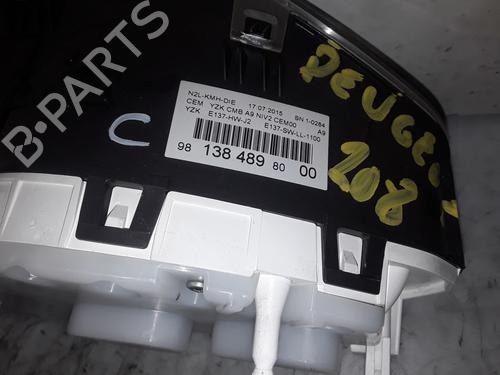 B-PARTS
N2L-KMH-DIE 17 07 2015 SN 1-0284
CEM YZK CMB A9 NIV2 CEM00 A9
YZK E137-HW-J2 E137-SW-LL-1100
98 138 489 80 00
C
PEUGEOT
208